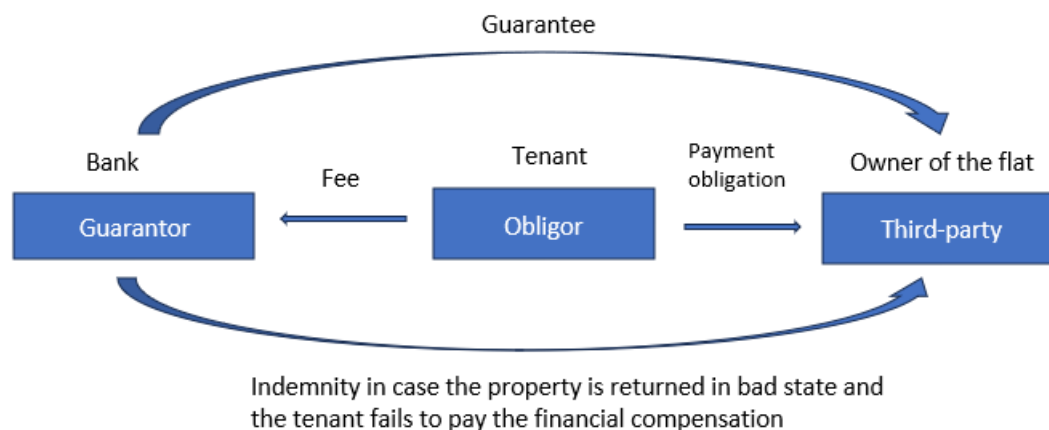 Guarantee
Bank
Fee
Tenant
Payment
obligation
Owner of the flat
Guarantor
Obligor
Third-party
Indemnity in case the property is returned in bad state and
the tenant fails to pay the financial compensation